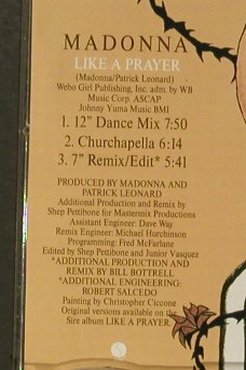 MADONNA
LIKE A PRAYER
(Madonna/Patrick Leonard)
Webo Girl Publishing, Inc. adm. by WB
Music Corp. ASCAP
Johnny Yuma Music BMI
1. 12" Dance Mix 7:50
2. Churchapella 6:14
3. 7" Remix/Edit* 5:41
PRODUCED BY MADONNA AND
PATRICK LEONARD
Additional Production and Remix by
Shep Pettibone for Mastermix Productions
Assistant Engineer: Dave Way
Remix Engineer: Michael Hutchinson
Programming: Fred McFarlane
Edited by Shep Pettibone and Junior Vasquez
*ADDITIONAL PRODUCTION AND
REMIX BY BILL BOTTRELL
*ADDITIONAL ENGINEERING:
ROBERT SALCEDO
Painting by Christopher Ciccone
Original versions available on the
Sire album LIKE A PRAYER.